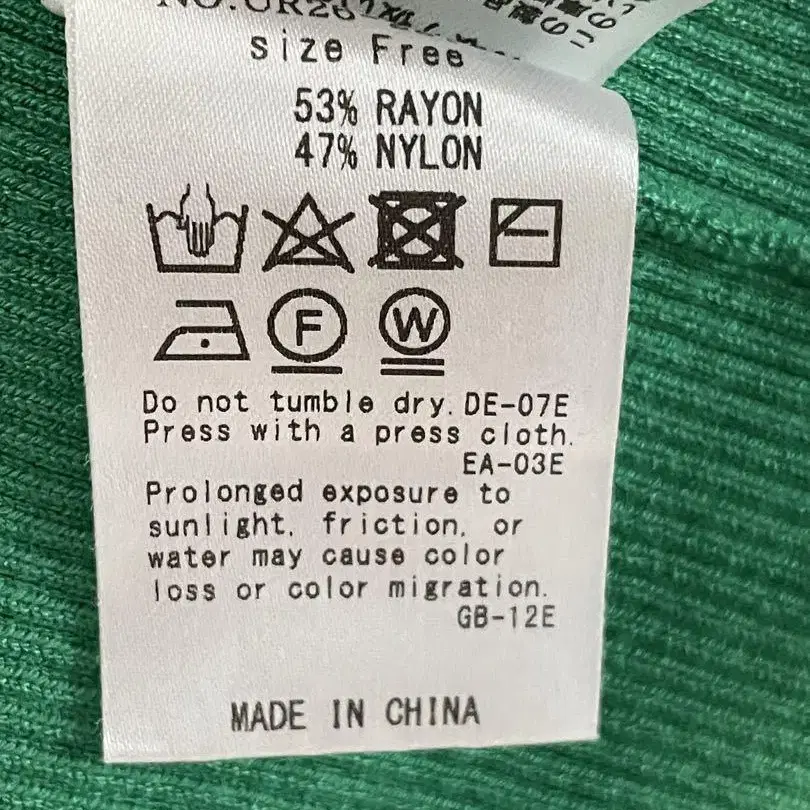 size Free
53% RAYON
47% NYLON
F
W
Do not tumble dry. DE-07E
Press with a press cloth.
EA-03E
Prolonged exposure to
sunlight, friction, or
water may cause color
loss or color migration.
GB-12E
MADE IN CHINA